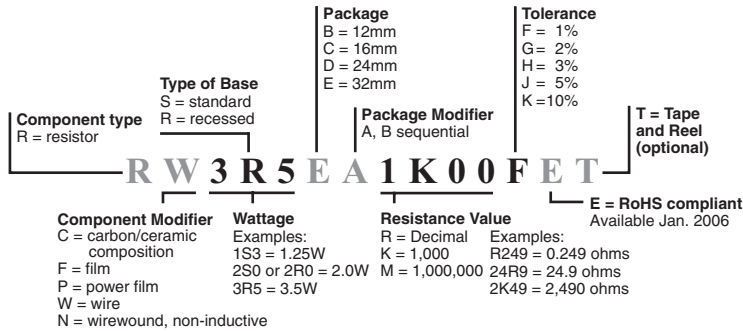 Package
B = 12mm
C = 16mm
D = 24mm
E = 32mm
Tolerance
F = 1%
G= 2%
H = 3%
J = 5%
K =10%
Type of Base
S = standard
R = recessed
Component type
R = resistor
Package Modifier
A, B sequential
T = Tape
and Reel
(optional)
R W 3 R 5 E A 1 K 0 0 F E T
E = RoHS compliant
Available Jan. 2006
Component Modifier
C = carbon/ceramic
composition
F = film
P = power film
W = wire
N = wirewound, non-inductive
Wattage
Examples:
1S3 = 1.25W
2S0 or 2R0 = 2.0W
3R5 = 3.5W
Resistance Value
R = Decimal
K = 1,000
M = 1,000,000
Examples:
R249 = 0.249 ohms
24R9 = 24.9 ohms
2K49 = 2,490 ohms